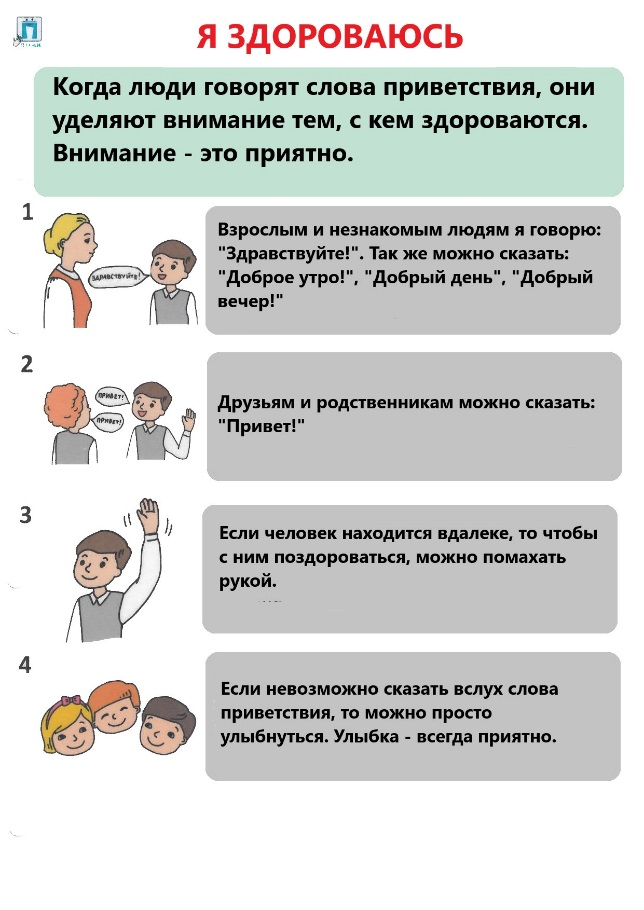 Я ЗДОРОВАЮСЬ
Когда люди говорят слова приветствия, они
уделяют внимание тем, с кем здороваются.
Внимание - это приятно.
1
ЗДРАВСТВУЙТЕ!
Взрослым и незнакомым людям я говорю:
"Здравствуйте!". Так же можно сказать:
"Доброе утро!", "Добрый день", "Добрый
вечер!"
2
ПРИВЕТ!
ПРИВЕТ!
Друзьям и родственникам можно сказать:
"Привет!"
3
Если человек находится вдалеке, то чтобы
с ним поздороваться, можно помахать
рукой.
4
Если невозможно сказать вслух слова
приветствия, то можно просто
улыбнуться. Улыбка - всегда приятно.